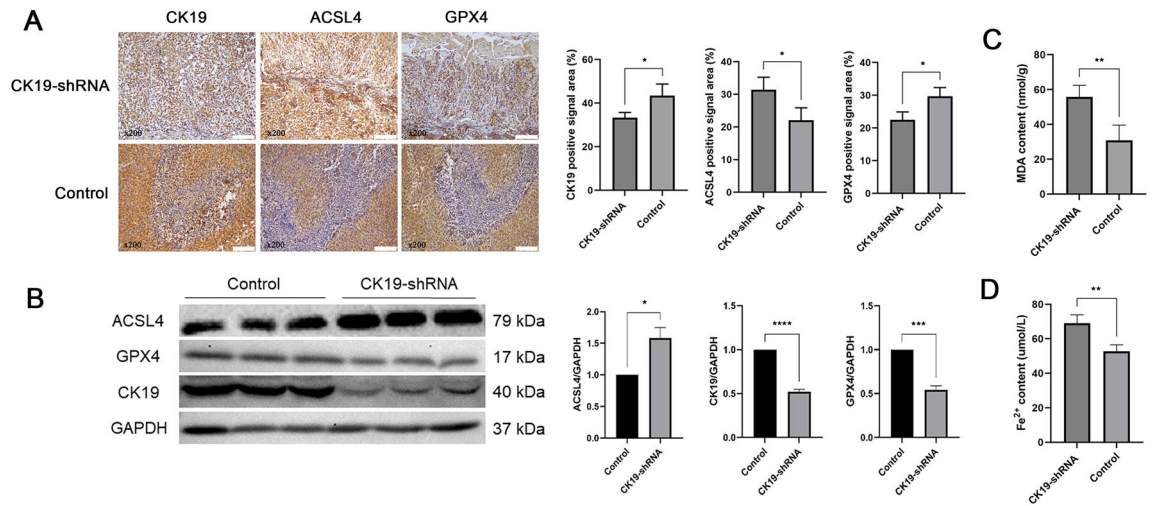 A
CK19
ACSL4
GPX4
CK19-shRNA
x200
x200
x200
Control
x200
x200
x200
CK19 positive signal area (%)
60
40
20
0
*
CK19-shRNA
Control
ACSL4 positive signal area (%)
40
30
20
10
0
*
CK19-shRNA
Control
GPX4 positive signal area (%)
40
30
20
10
0
*
CK19-shRNA
Control
C
MDA content (nmol/g)
80
60
40
20
0
**
CK19-shRNA
Control
B
Control
CK19-shRNA
ACSL4
79 kDa
GPX4
17 kDa
CK19
40 kDa
GAPDH
37 kDa
ACSL4/GAPDH
2.0
1.5
1.0
0.5
0.0
*
Control
CK19-shRNA
CK19/GAPDH
1.5
1.0
0.5
0.0
****
Control
CK19-shRNA
GPX4/GAPDH
1.5
1.0
0.5
0.0
***
Control
CK19-shRNA
D
Fe²⁺ content (umol/L)
80
60
40
20
0
**
CK19-shRNA
Control